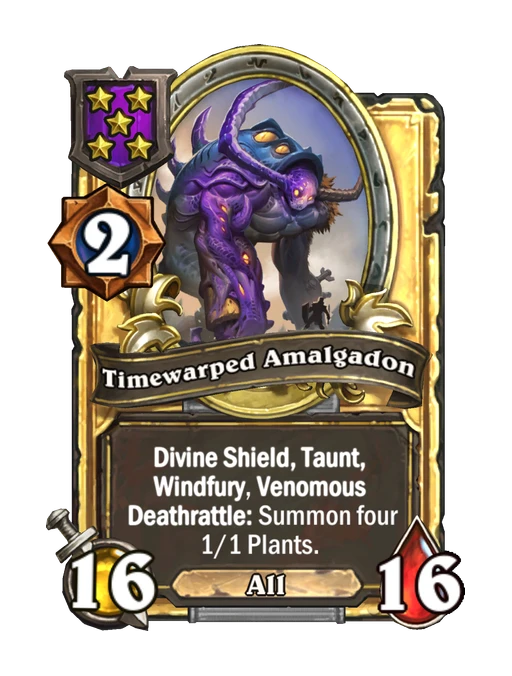 2
Timewarped Amalgadon
Divine Shield, Taunt,
Windfury, Venomous
Deathrattle: Summon four
1/1 Plants.
16
All
16